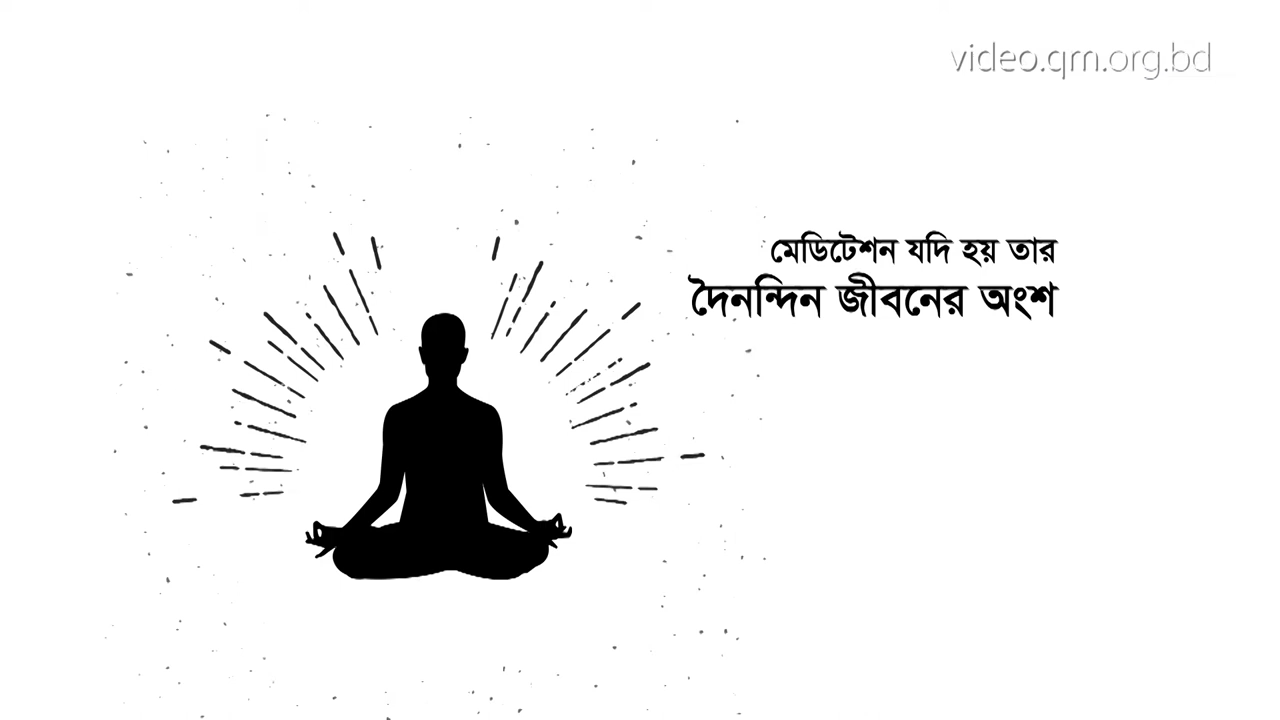 video.qm.org.bd
মেডিটেশন যদি হয় তার
দৈনন্দিন জীবনের অংশ